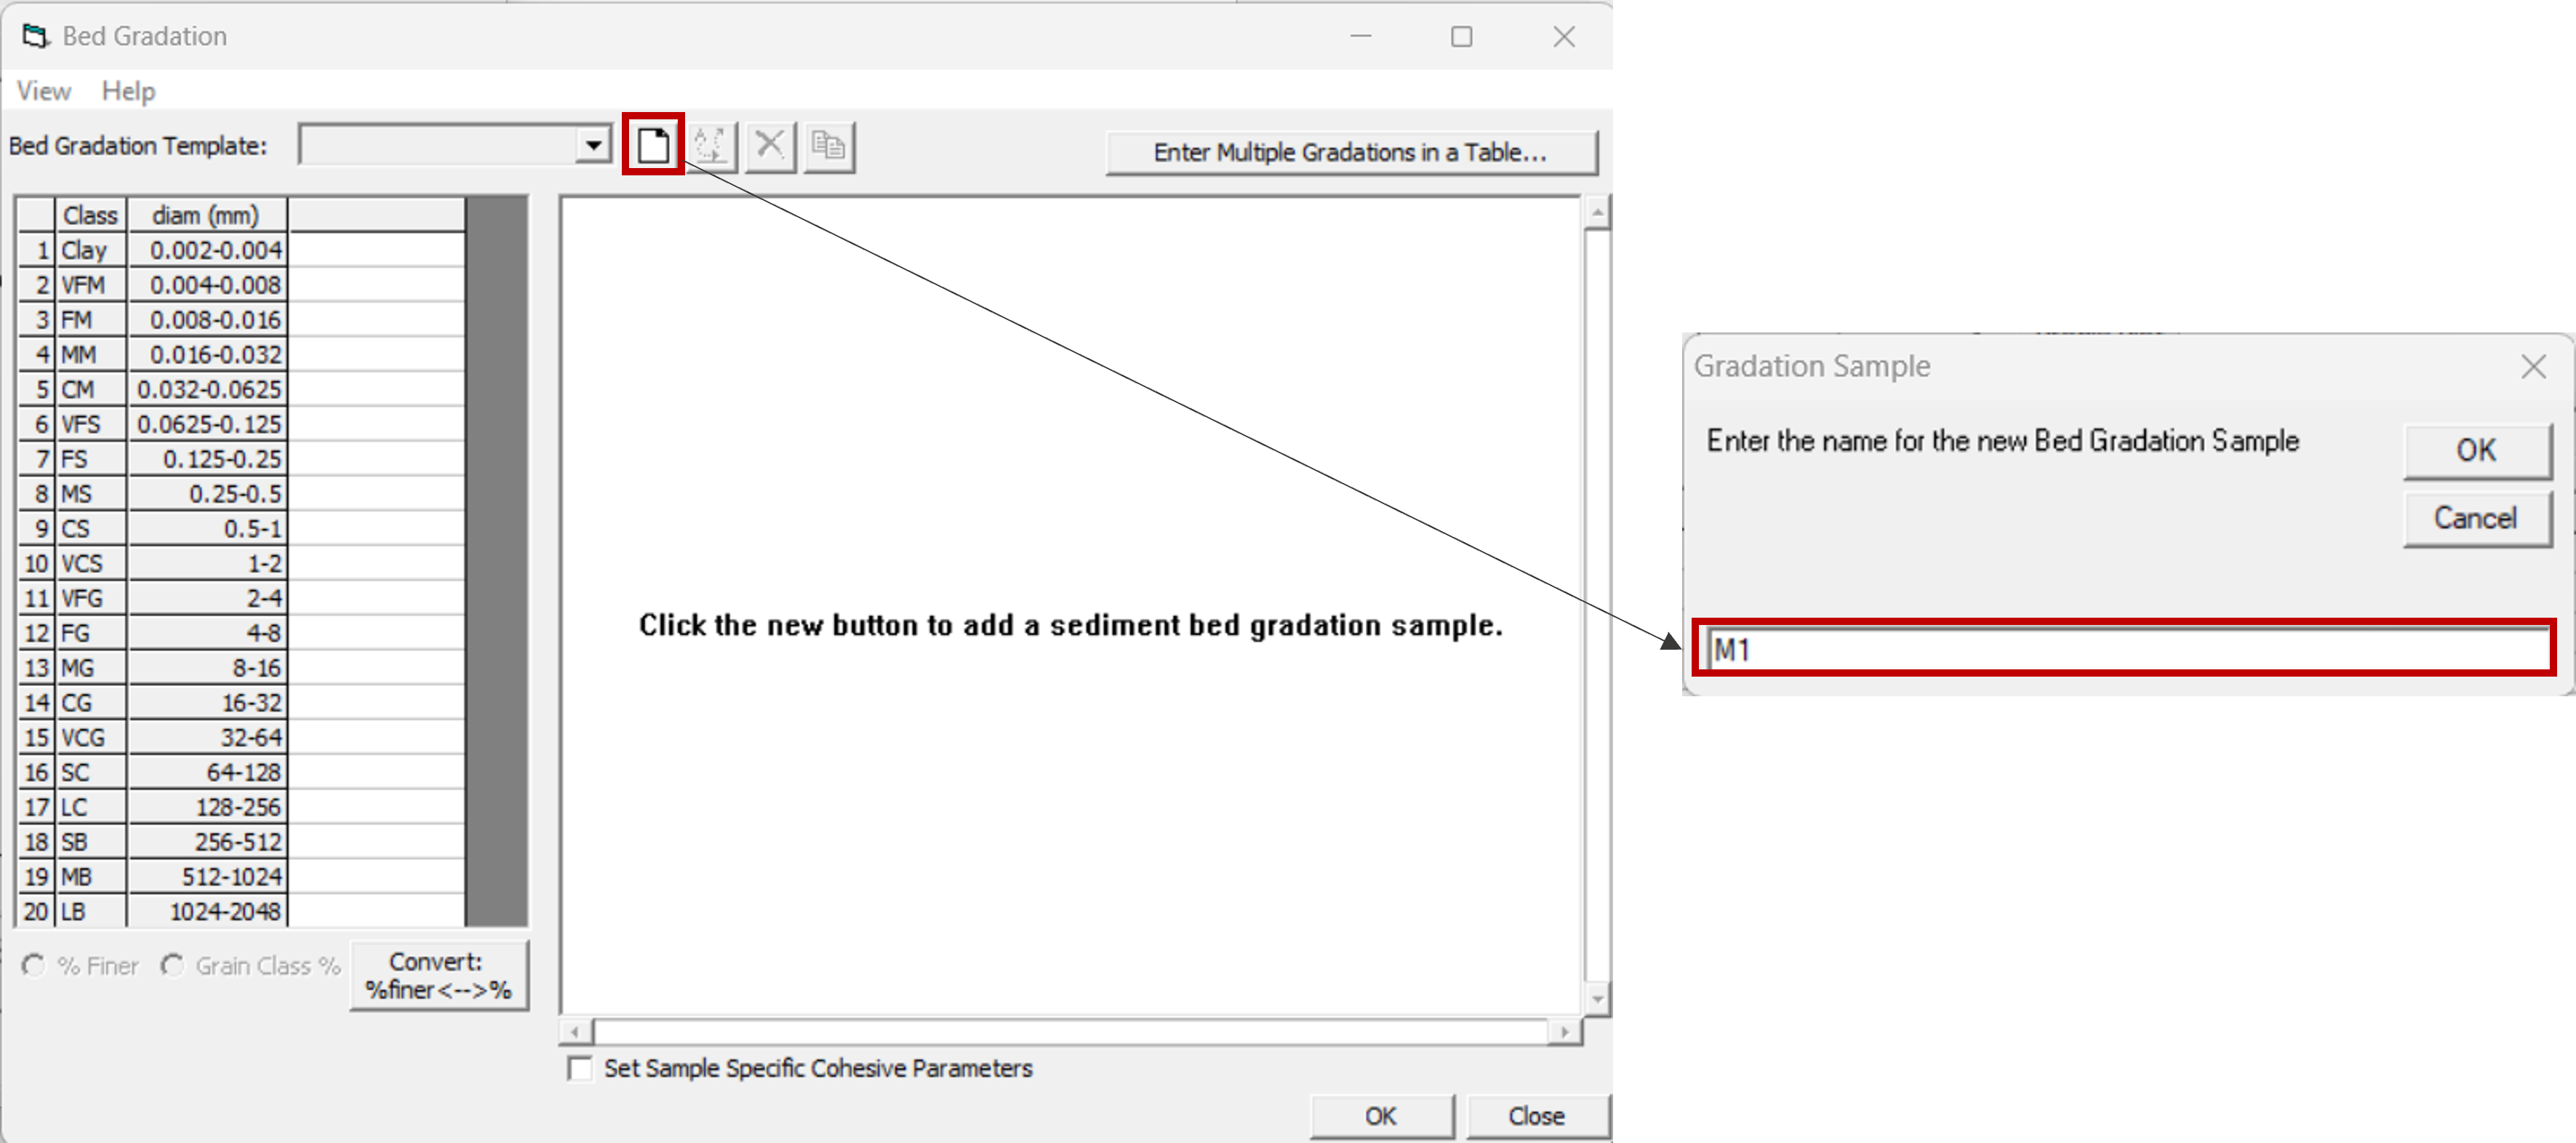 Bed Gradation
View Help
Bed Gradation Template:
Enter Multiple Gradations in a Table...
Class diam (mm)
1 Clay 0.002-0.004
2 VFM 0.004-0.008
3 FM 0.008-0.016
4 MM 0.016-0.032
5 CM 0.032-0.0625
6 VFS 0.0625-0.125
7 FS 0.125-0.25
8 MS 0.25-0.5
9 CS 0.5-1
10 VCS 1-2
11 VFG 2-4
12 FG 4-8
13 MG 8-16
14 CG 16-32
15 VCG 32-64
16 SC 64-128
17 LC 128-256
18 SB 256-512
19 MB 512-1024
20 LB 1024-2048
% Finer Grain Class %
Convert:
%finer<-->%
Click the new button to add a sediment bed gradation sample.
Set Sample Specific Cohesive Parameters
OK Close
Gradation Sample
Enter the name for the new Bed Gradation Sample
OK
Cancel
M1